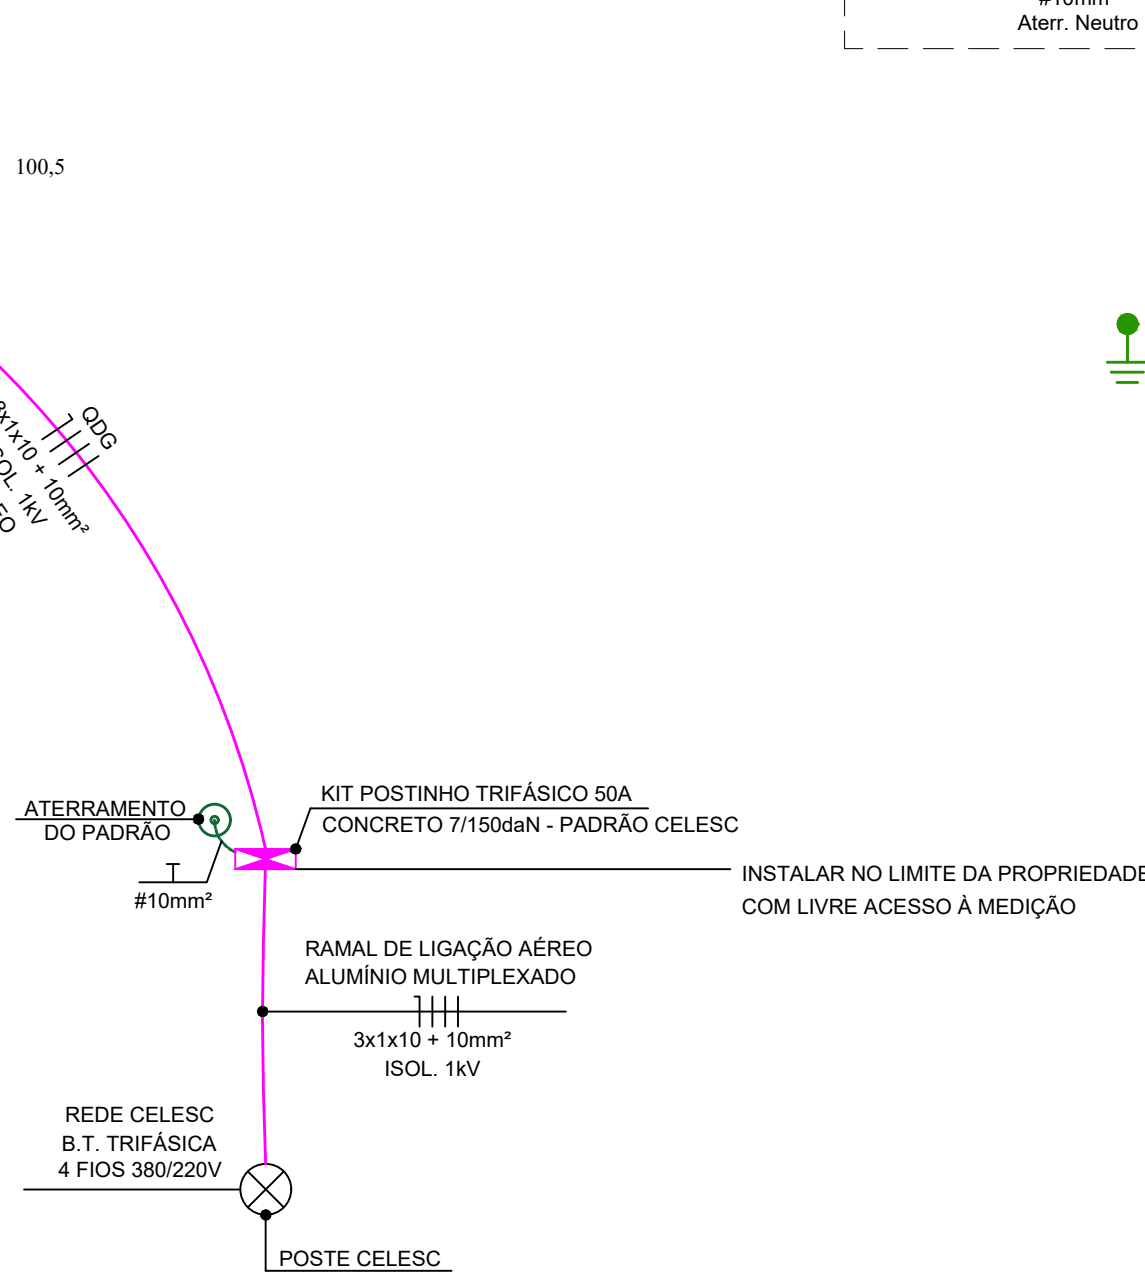 Aterr. Neutro
100,5
QDG
3x1x10 + 10mm²
ISOL. 1kV
ATERRAMENTO
DO PADRÃO
#10mm²
KIT POSTINHO TRIFÁSICO 50A
CONCRETO 7/150daN - PADRÃO CELESC
INSTALAR NO LIMITE DA PROPRIEDADE
COM LIVRE ACESSO À MEDIÇÃO
RAMAL DE LIGAÇÃO AÉREO
ALUMÍNIO MULTIPLEXADO
3x1x10 + 10mm²
ISOL. 1kV
REDE CELESC
B.T. TRIFÁSICA
4 FIOS 380/220V
POSTE CELESC